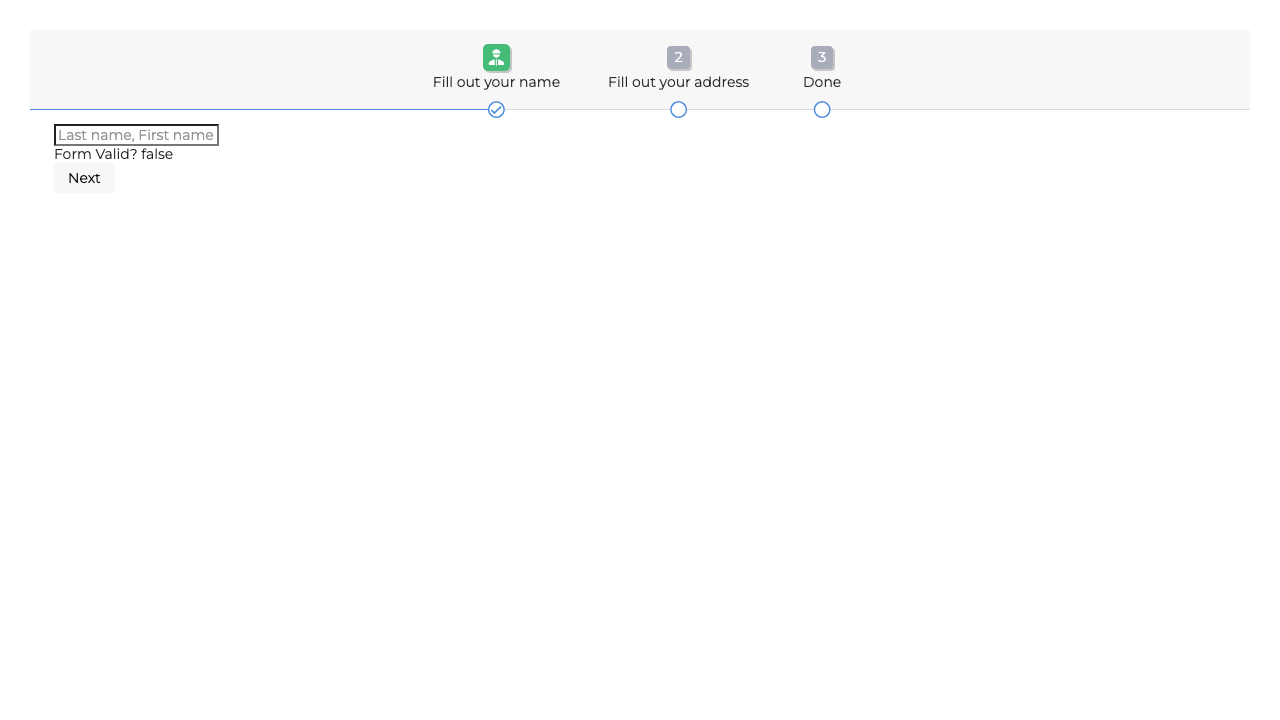 2 3
Fill out your name Fill out your address Done
Last name, First name
Form Valid? false
Next